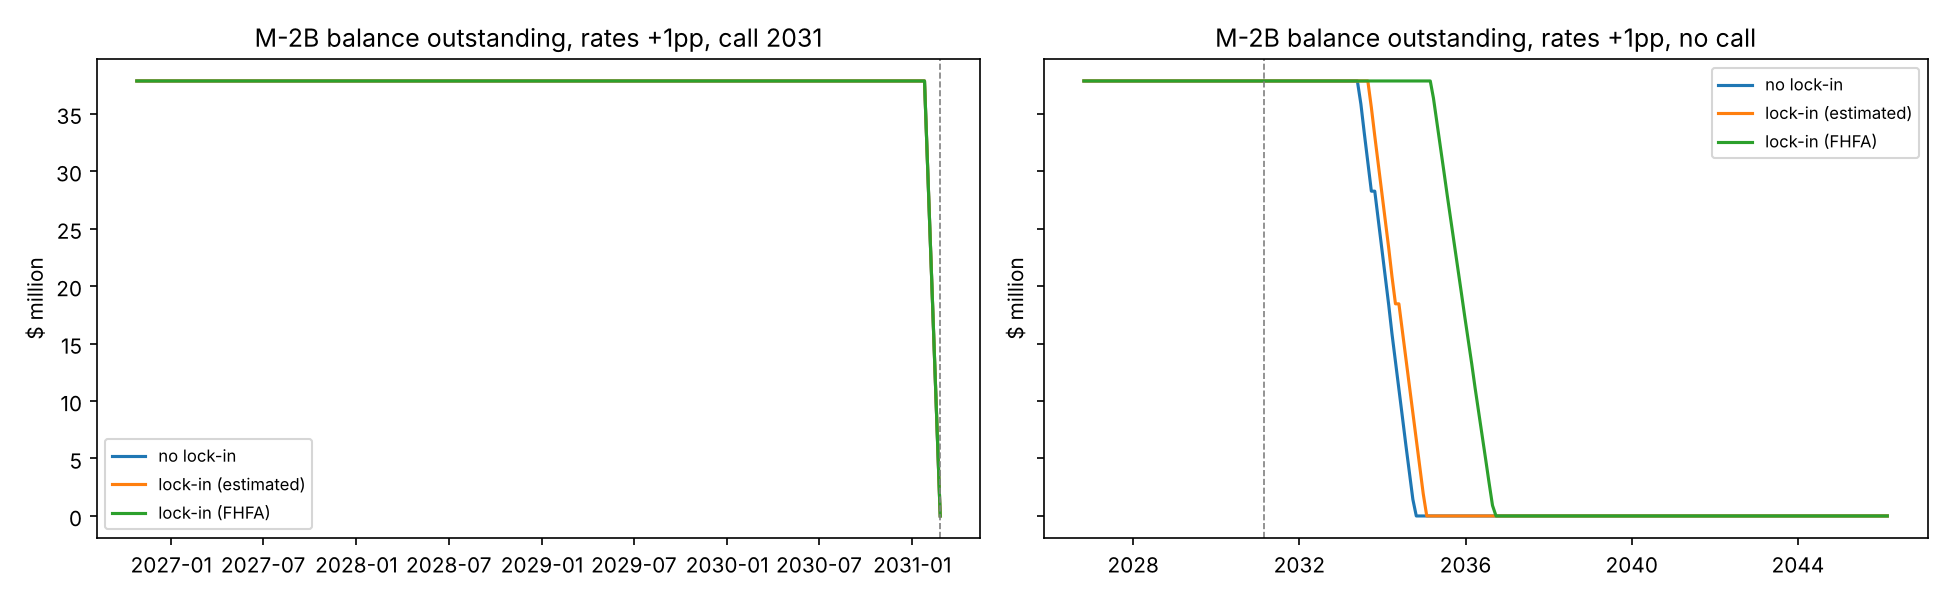 M-2B balance outstanding, rates +1pp, call 2031
$ million
35
30
25
20
15
10
5
0
no lock-in
lock-in (estimated)
lock-in (FHFA)
2027-01 2027-07 2028-01 2028-07 2029-01 2029-07 2030-01 2030-07 2031-01
M-2B balance outstanding, rates +1pp, no call
$ million
no lock-in
lock-in (estimated)
lock-in (FHFA)
2028 2032 2036 2040 2044